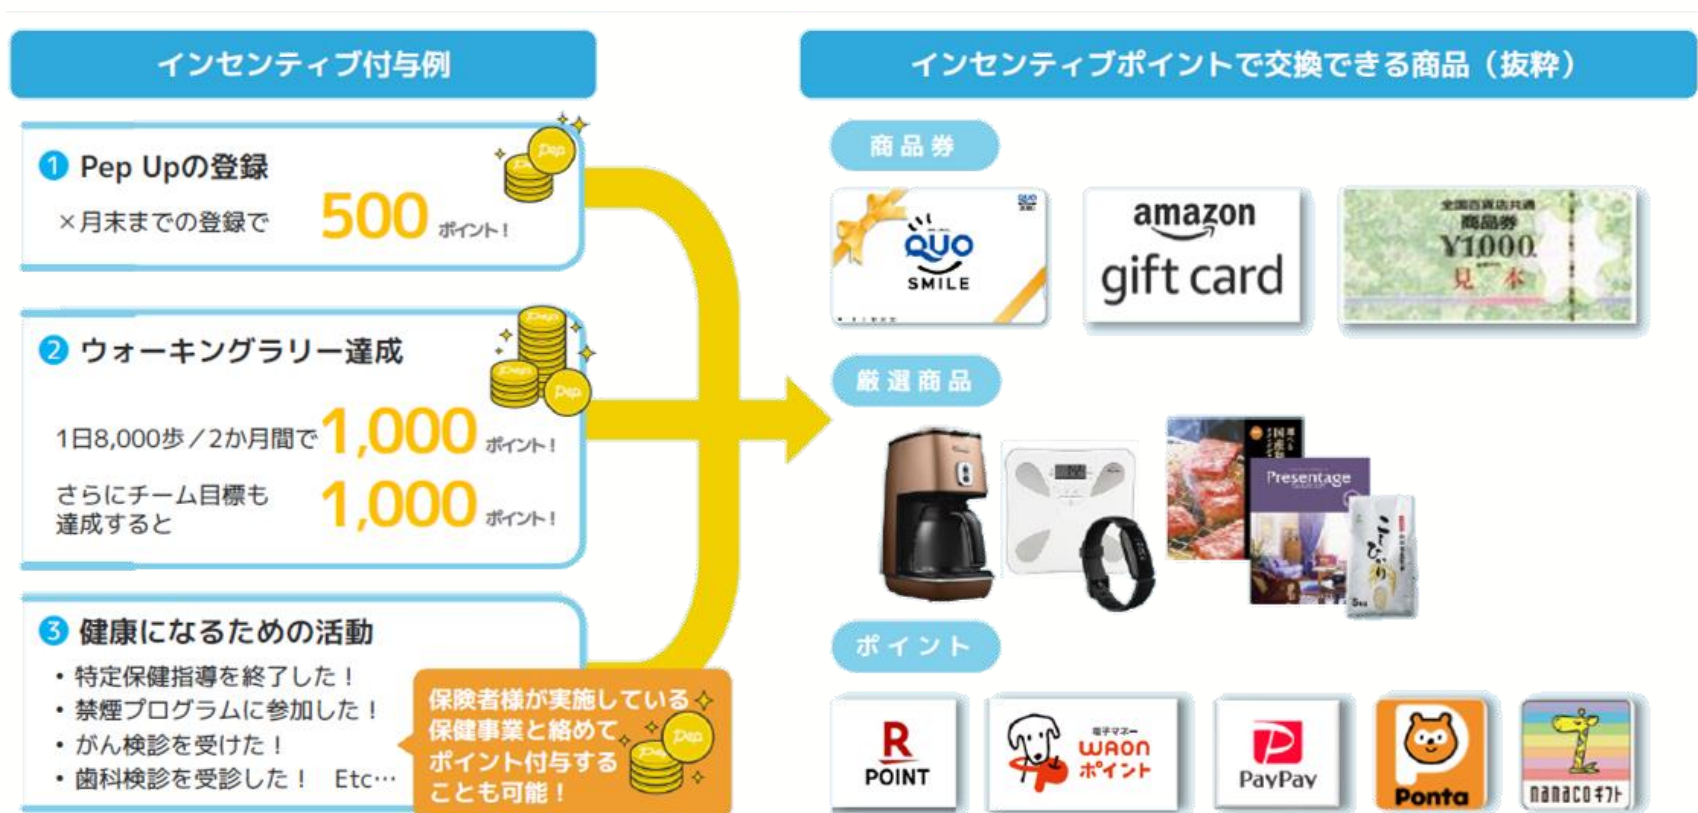 インセンティブ付与例
1 Pep Upの登録
×月末までの登録で 500 ポイント!
2 ウォーキングラリー達成
1日8,000歩/2か月間で 1,000 ポイント!
さらにチーム目標も
達成すると 1,000 ポイント!
3 健康になるための活動
・特定保健指導を終了した!
・禁煙プログラムに参加した!
・がん検診を受けた!
・歯科検診を受診した! Etc…
保険者様が実施している
保健事業と絡めて
ポイント付与する
ことも可能!
Pep
Pep
Pep
インセンティブポイントで交換できる商品(抜粋)
商品券
QUO
SMILE
amazon
gift card
全国百貨店共通
商品券
¥1000
見本
厳選商品
Presentage
こしひかり
5kg
ポイント
R
POINT
電子マネー
WAON
ポイント
PayPay
Ponta
nanacoギフト